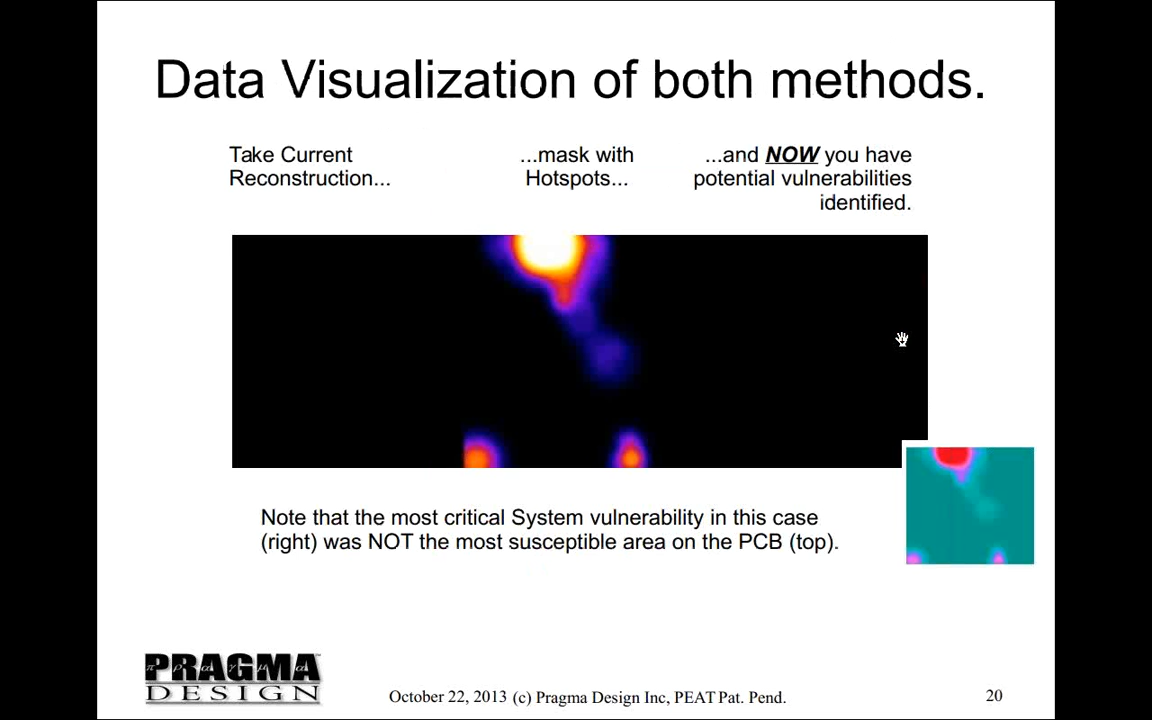 Data Visualization of both methods.
Take Current
Reconstruction...
...mask with
Hotspots...
...and NOW you have
potential vulnerabilities
identified.
Note that the most critical System vulnerability in this case
(right) was NOT the most susceptible area on the PCB (top).
PRAGMA
π ρ α γ μ α
DESIGN
October 22, 2013 (c) Pragma Design Inc, PEAT Pat. Pend.
20